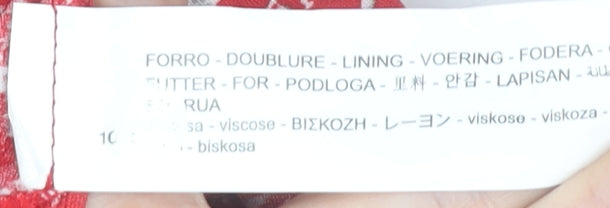 FORRO - DOUBLURE - LINING - VOERING - FODERA -
FUTTER - FOR - PODLOGA - 里料 - 안감 - LAPISAN -
RUA
- viscose - ΒΙΣΚΟΖΗ - レーヨン - viskose - viskoza -
- biskosa